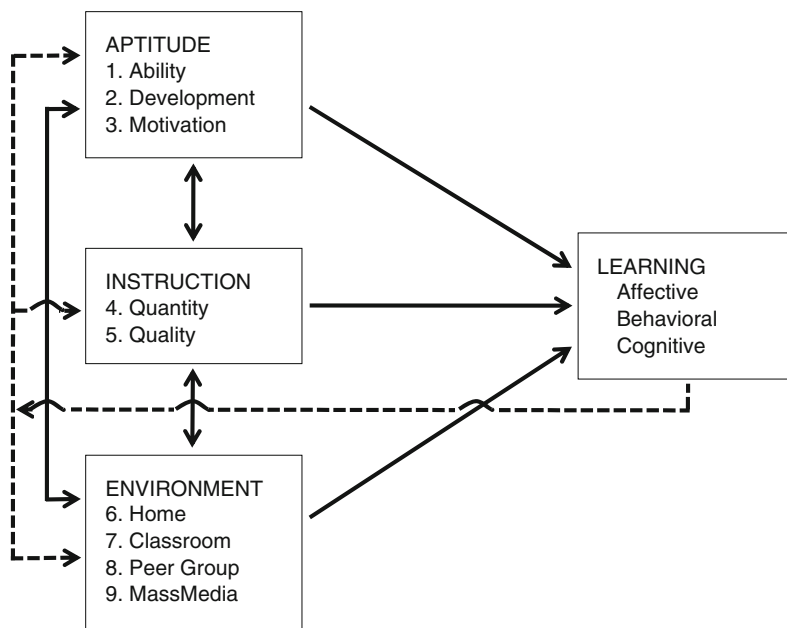 APTITUDE
1. Ability
2. Development
3. Motivation
INSTRUCTION
4. Quantity
5. Quality
ENVIRONMENT
6. Home
7. Classroom
8. Peer Group
9. MassMedia
LEARNING
Affective
Behavioral
Cognitive